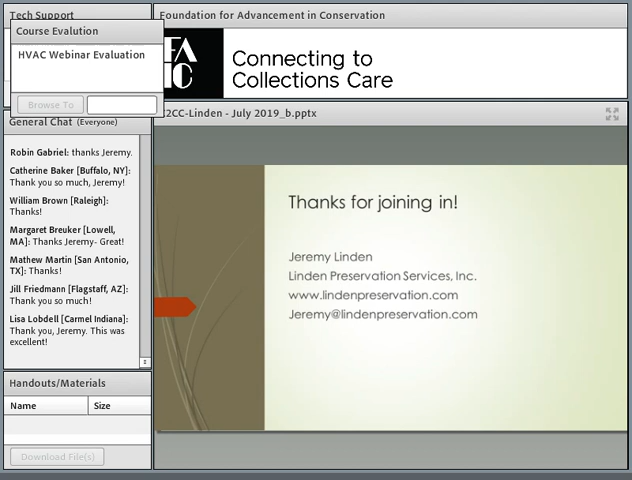 Tech Support
Course Evalution
HVAC Webinar Evaluation
Browse To
General Chat (Everyone)
Robin Gabriel: thanks Jeremy.
Catherine Baker [Buffalo, NY]:
Thank you so much, Jeremy!
William Brown [Raleigh]:
Thanks!
Margaret Breuker [Lowell,
MA]: Thanks Jeremy- Great!
Mathew Martin [San Antonio,
TX]: Thanks!
Jill Friedmann [Flagstaff, AZ]:
Thank you so much!
Lisa Lobdell [Carmel Indiana]:
Thank you, Jeremy. This was
excellent!
Handouts/Materials
Name Size
Download File(s)
Foundation for Advancement in Conservation
FA
IC
Connecting to
Collections Care
2CC-Linden - July 2019_b.pptx
Thanks for joining in!
Jeremy Linden
Linden Preservation Services, Inc.
www.lindenpreservation.com
Jeremy@lindenpreservation.com